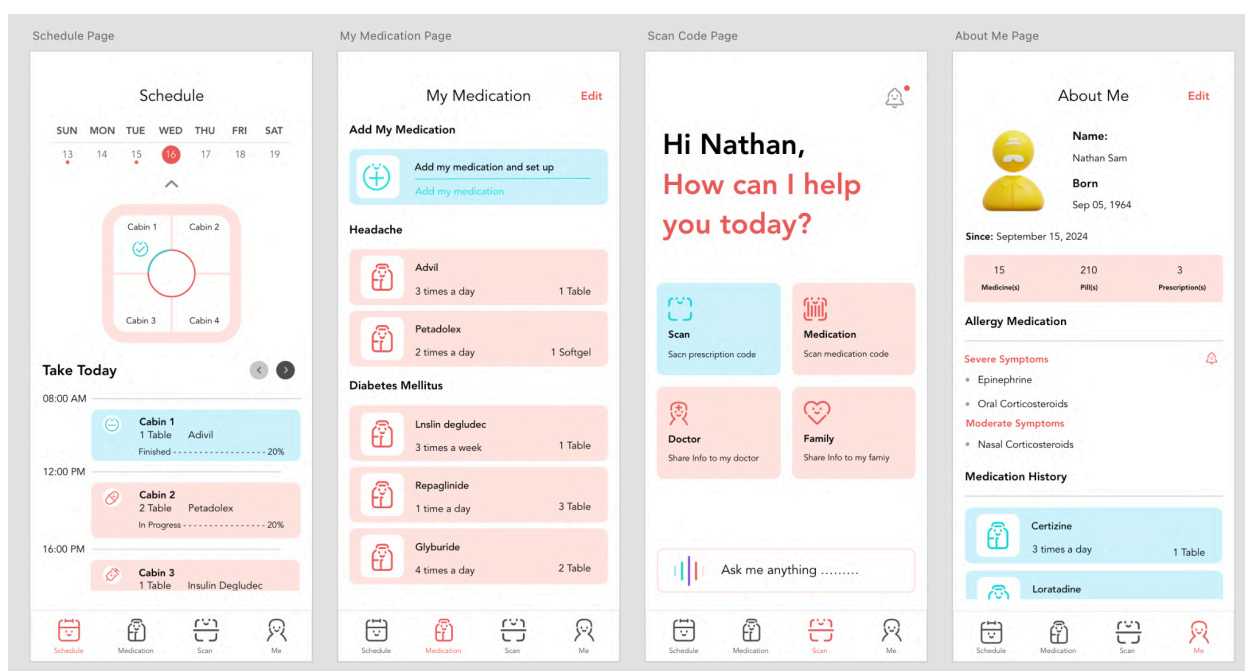 Schedule Page
Schedule
SUN MON TUE WED THU FRI SAT
13 14 15 16 17 18 19
Cabin 1 Cabin 2
Cabin 3 Cabin 4
Take Today
08:00 AM
Cabin 1
1 Table Adivil
Finished - - - - - - - - - - - - - - - - 20%
12:00 PM
Cabin 2
2 Table Petadolex
In Progress - - - - - - - - - - - - - - 20%
16:00 PM
Cabin 3
1 Table Insulin Degludec
Schedule Medication Scan Me
My Medication Page
My Medication Edit
Add My Medication
Add my medication and set up
Add my medication
Headache
Advil
3 times a day 1 Table
Petadolex
2 times a day 1 Softgel
Diabetes Mellitus
Lnslin degludec
3 times a week 1 Table
Repaglinide
1 time a day 3 Table
Glyburide
4 times a day 2 Table
Schedule Medication Scan Me
Scan Code Page
Hi Nathan,
How can I help
you today?
Scan
Sacn prescription code
Medication
Scan medication code
Doctor
Share Info to my doctor
Family
Share Info to my famiy
Ask me anything .........
Schedule Medication Scan Me
About Me Page
About Me Edit
Name:
Nathan Sam
Born
Sep 05, 1964
Since: September 15, 2024
15 210 3
Medicine(s) Pill(s) Prescription(s)
Allergy Medication
Severe Symptoms
• Epinephrine
• Oral Corticosteroids
Moderate Symptoms
• Nasal Corticosteroids
Medication History
Certizine
3 times a day 1 Table
Loratadine
Schedule Medication Scan Me